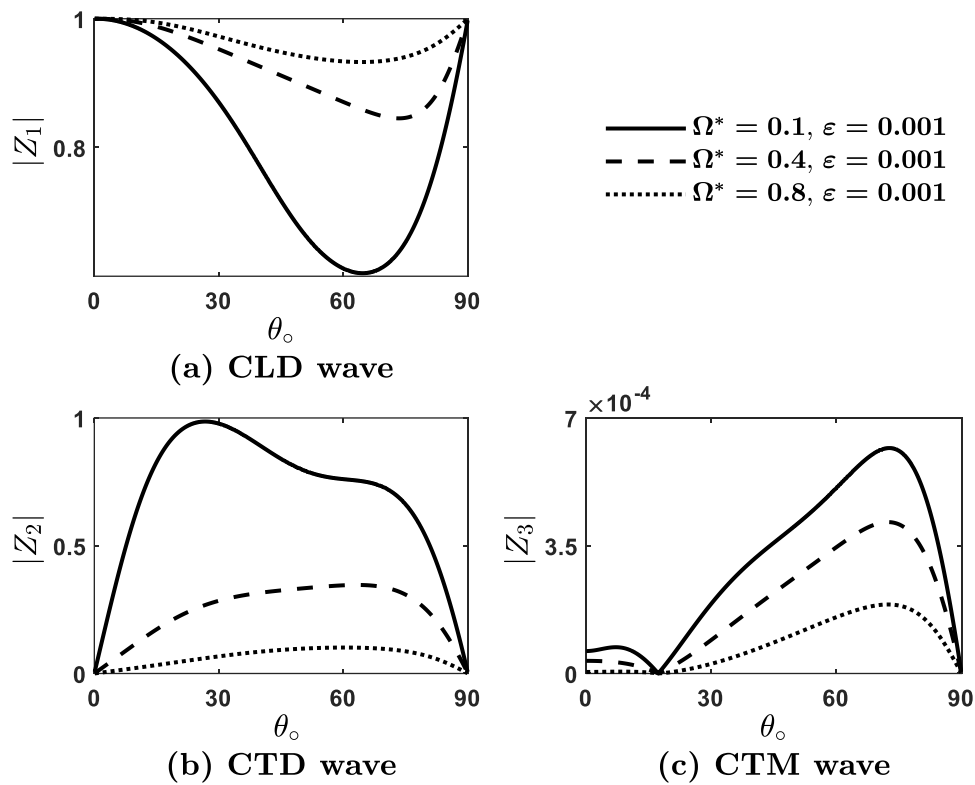 1
0.8
|Z₁|
0 30 60 90
θ∘
(a) CLD wave
Ω* = 0.1, ε = 0.001
Ω* = 0.4, ε = 0.001
Ω* = 0.8, ε = 0.001
1
0.5
0
|Z₂|
0 30 60 90
θ∘
(b) CTD wave
7 ×10⁻⁴
3.5
0
|Z₃|
0 30 60 90
θ∘
(c) CTM wave